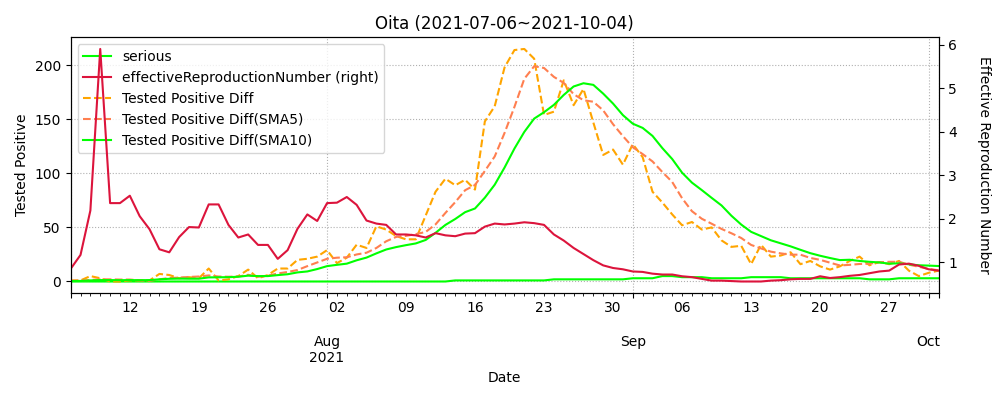 Oita (2021-07-06~2021-10-04)
serious
effectiveReproductionNumber (right)
Tested Positive Diff
Tested Positive Diff(SMA5)
Tested Positive Diff(SMA10)
Tested Positive
200
150
100
50
0
6
5
4
3
2
1
Effective Reproduction Number
12 19 26 02 09 16 23 30 06 13 20 27
Aug Sep Oct
2021
Date